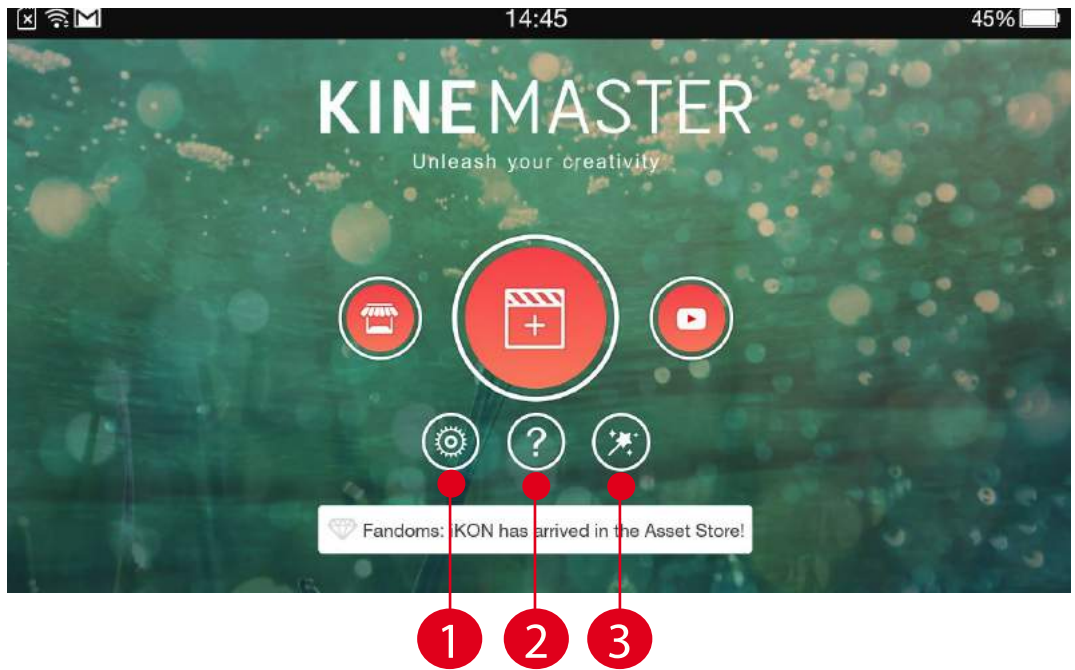 14:45
45%
KINEMASTER
Unleash your creativity
?
Fandoms: iKON has arrived in the Asset Store!
1 2 3